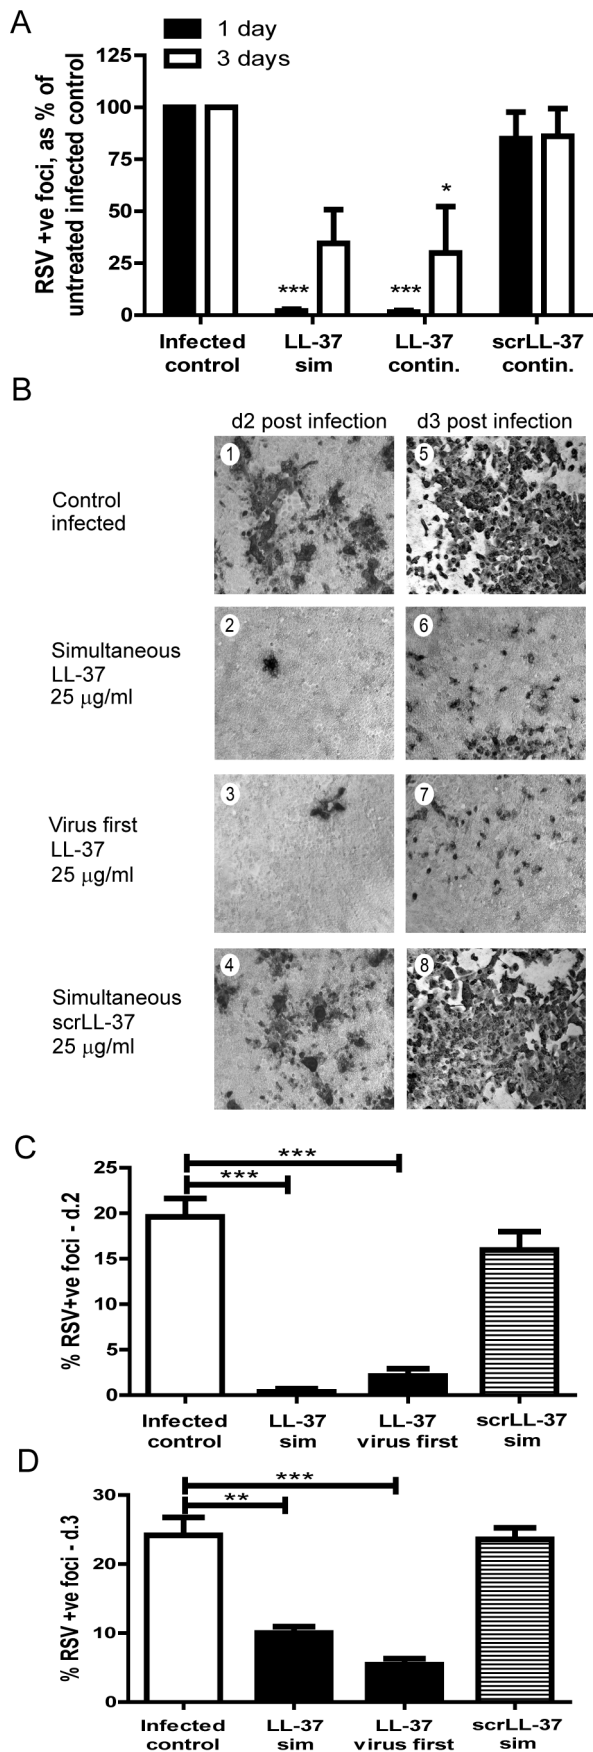 A
1 day
3 days
RSV +ve foci, as % of
untreated infected control
125
100
75
50
25
0
***
***
*
Infected
control
LL-37
sim
LL-37
contin.
scrLL-37
contin.
B
d2 post infection
d3 post infection
Control
infected
1
5
Simultaneous
LL-37
25 µg/ml
2
6
Virus first
LL-37
25 µg/ml
3
7
Simultaneous
scrLL-37
25 µg/ml
4
8
C
% RSV+ve foci - d.2
25
20
15
10
5
0
***
***
Infected
control
LL-37
sim
LL-37
virus first
scrLL-37
sim
D
% RSV +ve foci - d.3
30
20
10
0
***
**
Infected
control
LL-37
sim
LL-37
virus first
scrLL-37
sim